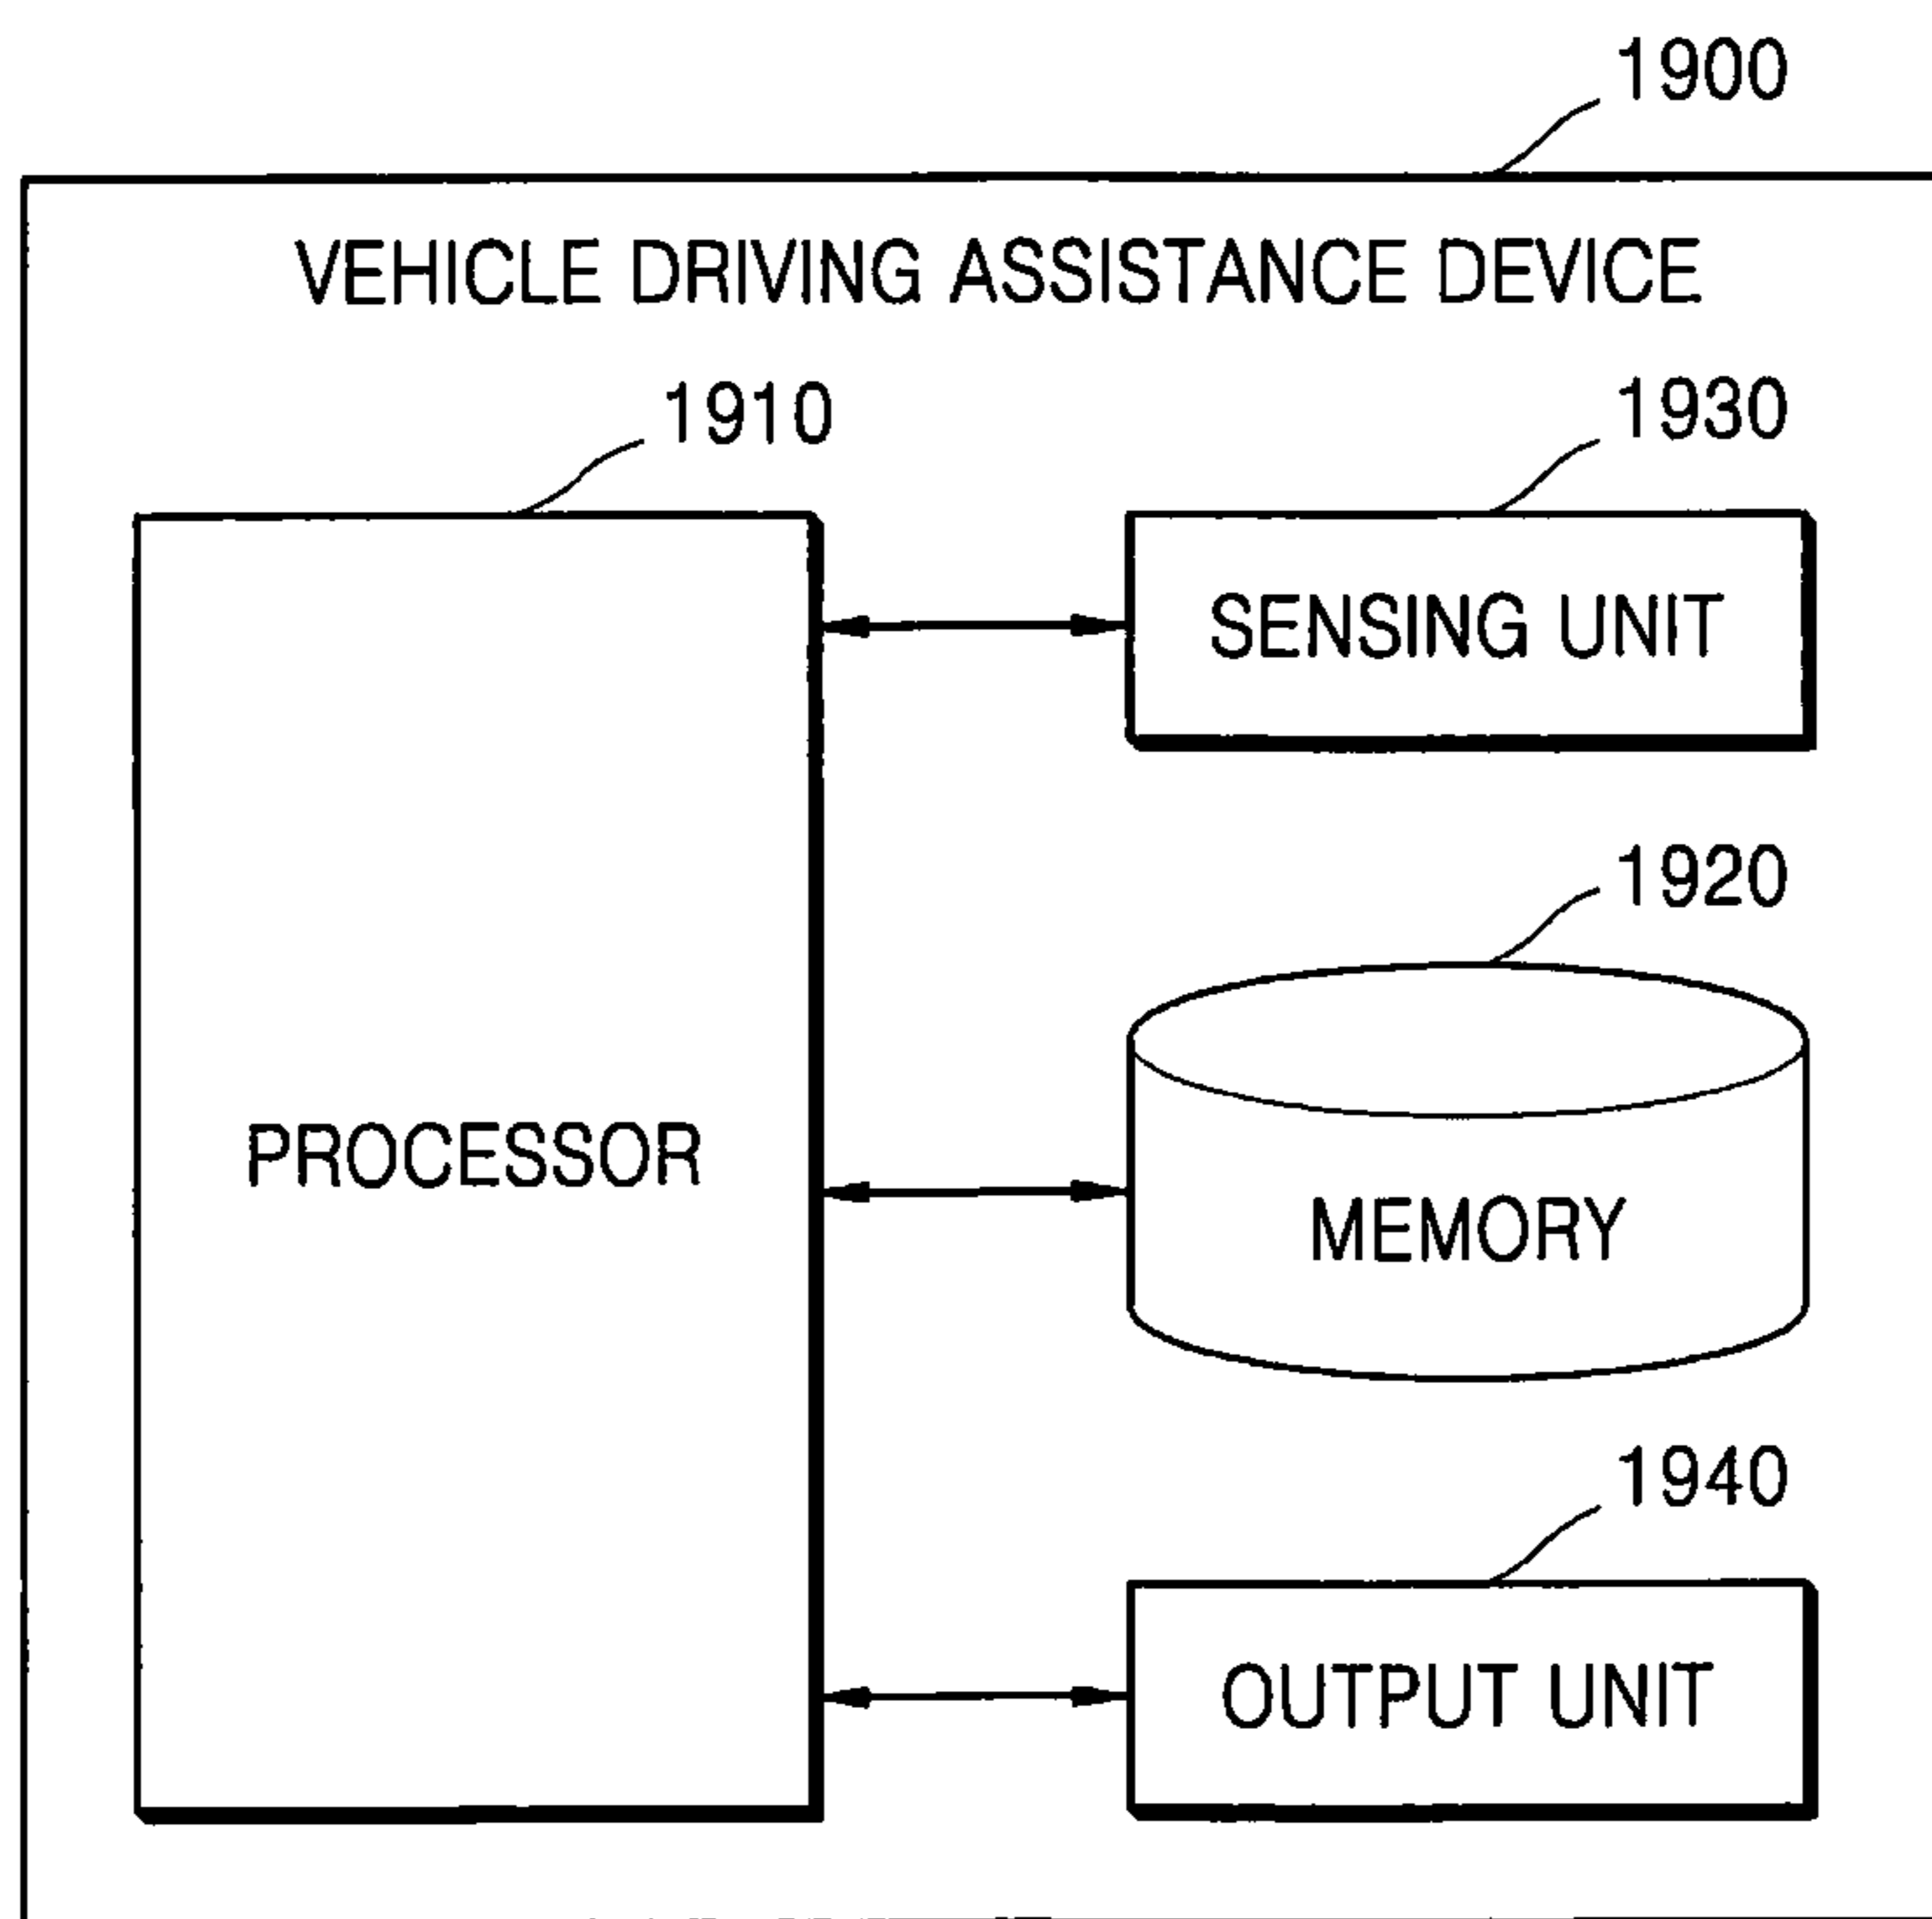 1900
VEHICLE DRIVING ASSISTANCE DEVICE
1910
1930
SENSING UNIT
1920
PROCESSOR
MEMORY
1940
OUTPUT UNIT